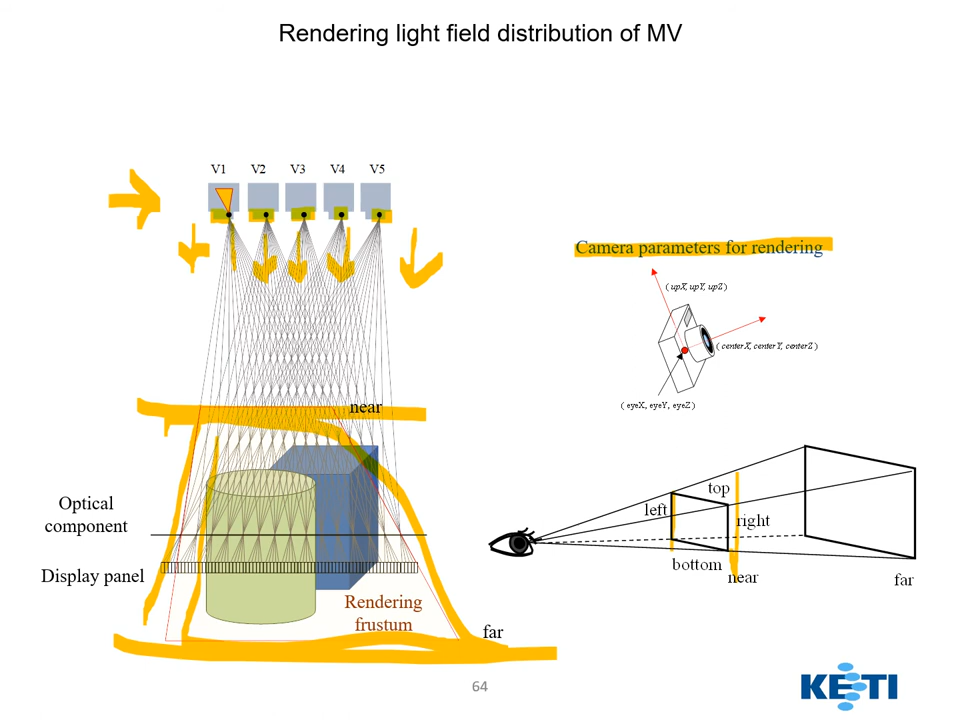 Rendering light field distribution of MV
V1 V2 V3 V4 V5
Camera parameters for rendering
( upX, upY, upZ )
( centerX, centerY, centerZ )
( eyeX, eyeY, eyeZ )
near
Optical
component
Display panel
Rendering
frustum
far
top
left
right
bottom
near
far
64
KETI